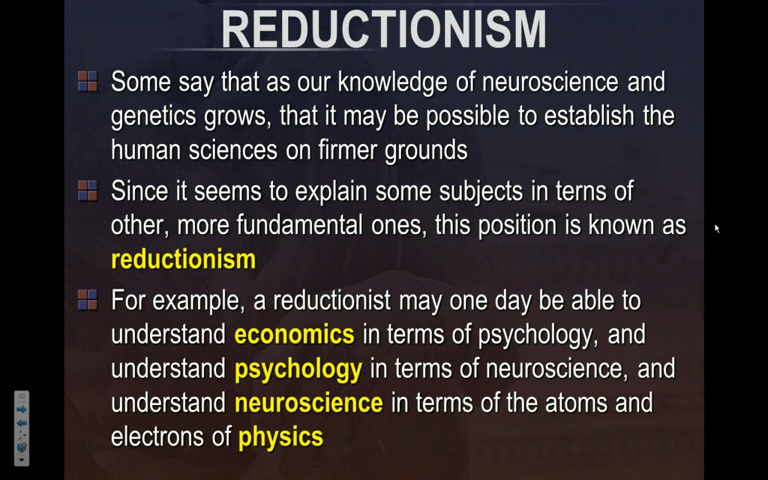 REDUCTIONISM
Some say that as our knowledge of neuroscience and
genetics grows, that it may be possible to establish the
human sciences on firmer grounds
Since it seems to explain some subjects in terns of
other, more fundamental ones, this position is known as
reductionism
For example, a reductionist may one day be able to
understand economics in terms of psychology, and
understand psychology in terms of neuroscience, and
understand neuroscience in terms of the atoms and
electrons of physics